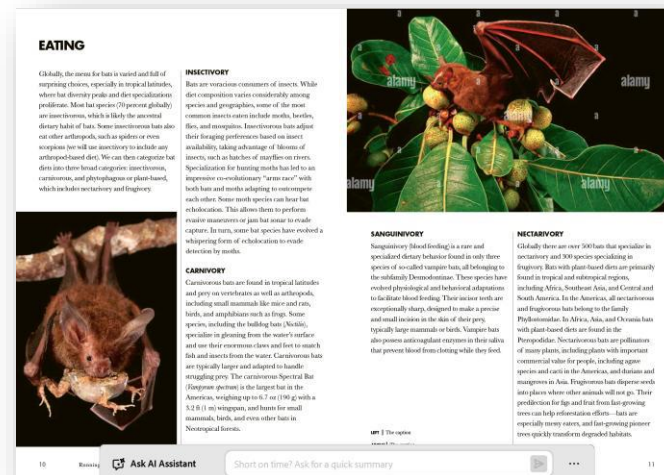 EATING
Globally, the menu for bats is varied and full of
surprising choices, especially in tropical latitudes,
where bat diversity peaks and diet specializations
proliferate. Most bat species (70 percent globally)
are insectivorous, which is likely the ancestral
dietary habit of bats. Some insectivorous bats also
eat other arthropods, such as spiders or even
scorpions (we will use insectivory to include any
arthropod-based diet). We can then categorize bat
diets into three broad categories: insectivorous,
carnivorous, and phytophagous or plant-based,
which includes nectarivory and frugivory.
INSECTIVORY
Bats are voracious consumers of insects. While
diet composition varies considerably among
species and geographies, some of the most
common insects eaten include moths, beetles,
flies, and mosquitos. Insectivorous bats adjust
their foraging preferences based on insect
availability, taking advantage of blooms of
insects, such as hatches of mayflies on rivers.
Specialization for hunting moths has led to an
impressive co-evolutionary "arms race" with
both bats and moths adapting to outcompete
each other. Some moth species can hear bat
echolocation. This allows them to perform
evasive maneuvers or jam bat sonar to evade
capture. In turn, some bat species have evolved a
whispering form of echolocation to evade
detection by moths.
CARNIVORY
Carnivorous bats are found in tropical latitudes
and prey on vertebrates as well as arthropods,
including small mammals like mice and rats,
birds, and amphibians such as frogs. Some
species, including the bulldog bats (Noctilio),
specialize in gleaning from the water's surface
and use their enormous claws and feet to snatch
fish and insects from the water. Carnivorous bats
are typically larger and adapted to handle
struggling prey. The carnivorous Spectral Bat
(Vampyrum spectrum) is the largest bat in the
Americas, weighing up to 6.7 oz (190 g) with a
3.2 ft (1 m) wingspan, and hunts for small
mammals, birds, and even other bats in
Neotropical forests.
a
a
a
alamy
alamy
alamy
alamy
SANGUINIVORY
Sanguinivory (blood feeding) is a rare and
specialized dietary behavior found in only three
species of so-called vampire bats, all belonging to
the subfamily Desmodontinae. These species have
evolved physiological and behavioral adaptations
to facilitate blood feeding. Their incisor teeth are
exceptionally sharp, designed to make a precise
and small incision in the skin of their prey,
typically large mammals or birds. Vampire bats
also possess anticoagulant enzymes in their saliva
that prevent blood from clotting while they feed.
LEFT | The caption
NECTARIVORY
Globally there are over 500 bats that specialize in
nectarivory and 300 species specializing in
frugivory. Bats with plant-based diets are primarily
found in tropical and subtropical regions,
including Africa, Southeast Asia, and Central and
South America. In the Americas, all nectarivorous
and frugivorous bats belong to the family
Phyllostomidae. In Africa, Asia, and Oceania bats
with plant-based diets are found in the
Pteropodidae. Nectarivorous bats are pollinators
of many plants, including plants with important
commercial value for people, including agave
species and cacti in the Americas, and durians and
mangroves in Asia. Frugivorous bats disperse seeds
into places where other animals will not go. Their
predilection for figs and fruit from fast-growing
trees can help reforestation efforts—bats are
especially messy eaters, and fast-growing pioneer
trees quickly transform degraded habitats.
10
Running
Ask AI Assistant
Short on time? Ask for a quick summary
11